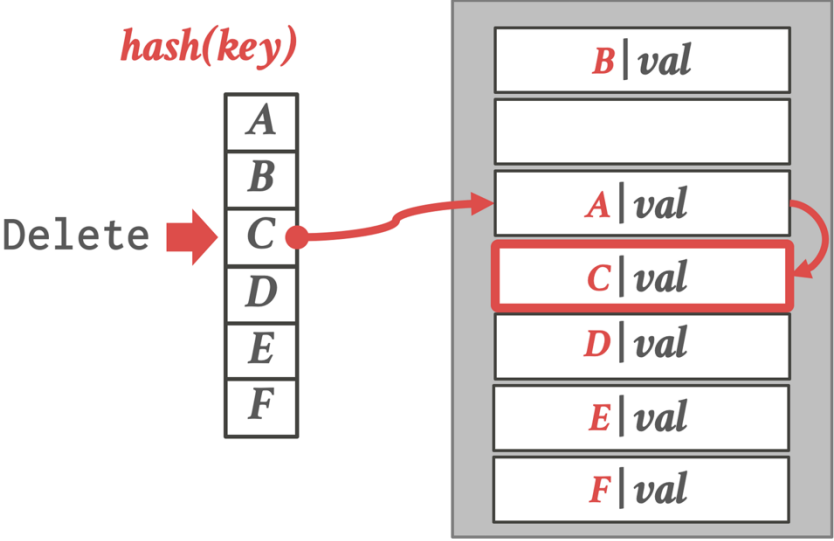 hash(key)
A
B
Delete
C
D
E
F
B|val
A|val
C|val
D|val
E|val
F|val